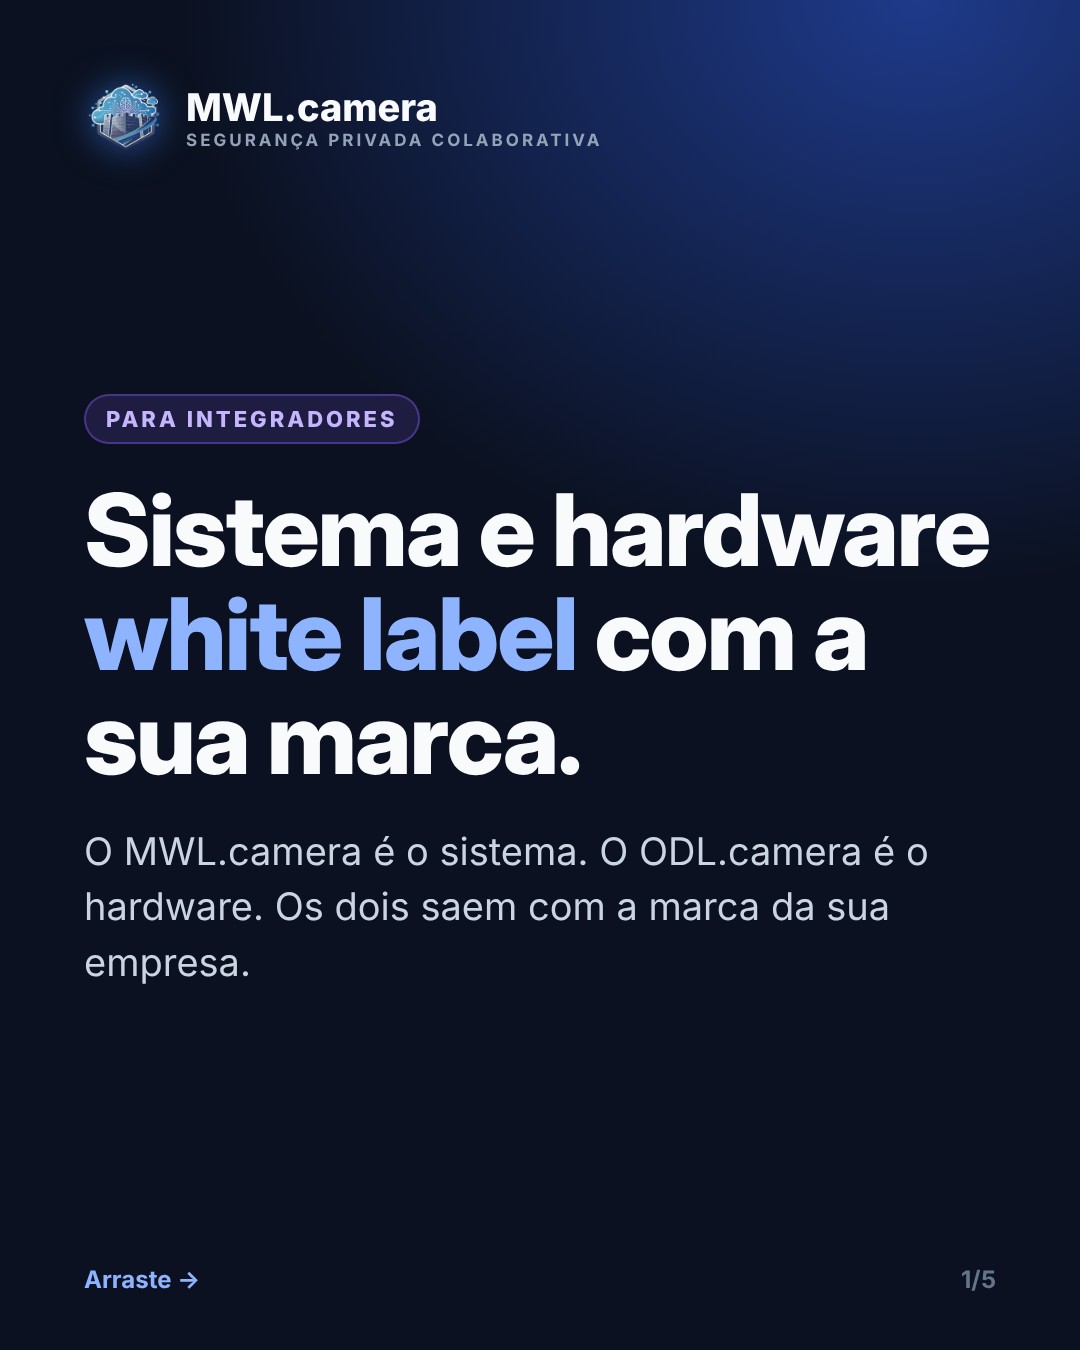 MWL.camera
SEGURANÇA PRIVADA COLABORATIVA
PARA INTEGRADORES
Sistema e hardware
white label com a
sua marca.
O MWL.camera é o sistema. O ODL.camera é o
hardware. Os dois saem com a marca da sua
empresa.
Arraste →
1/5